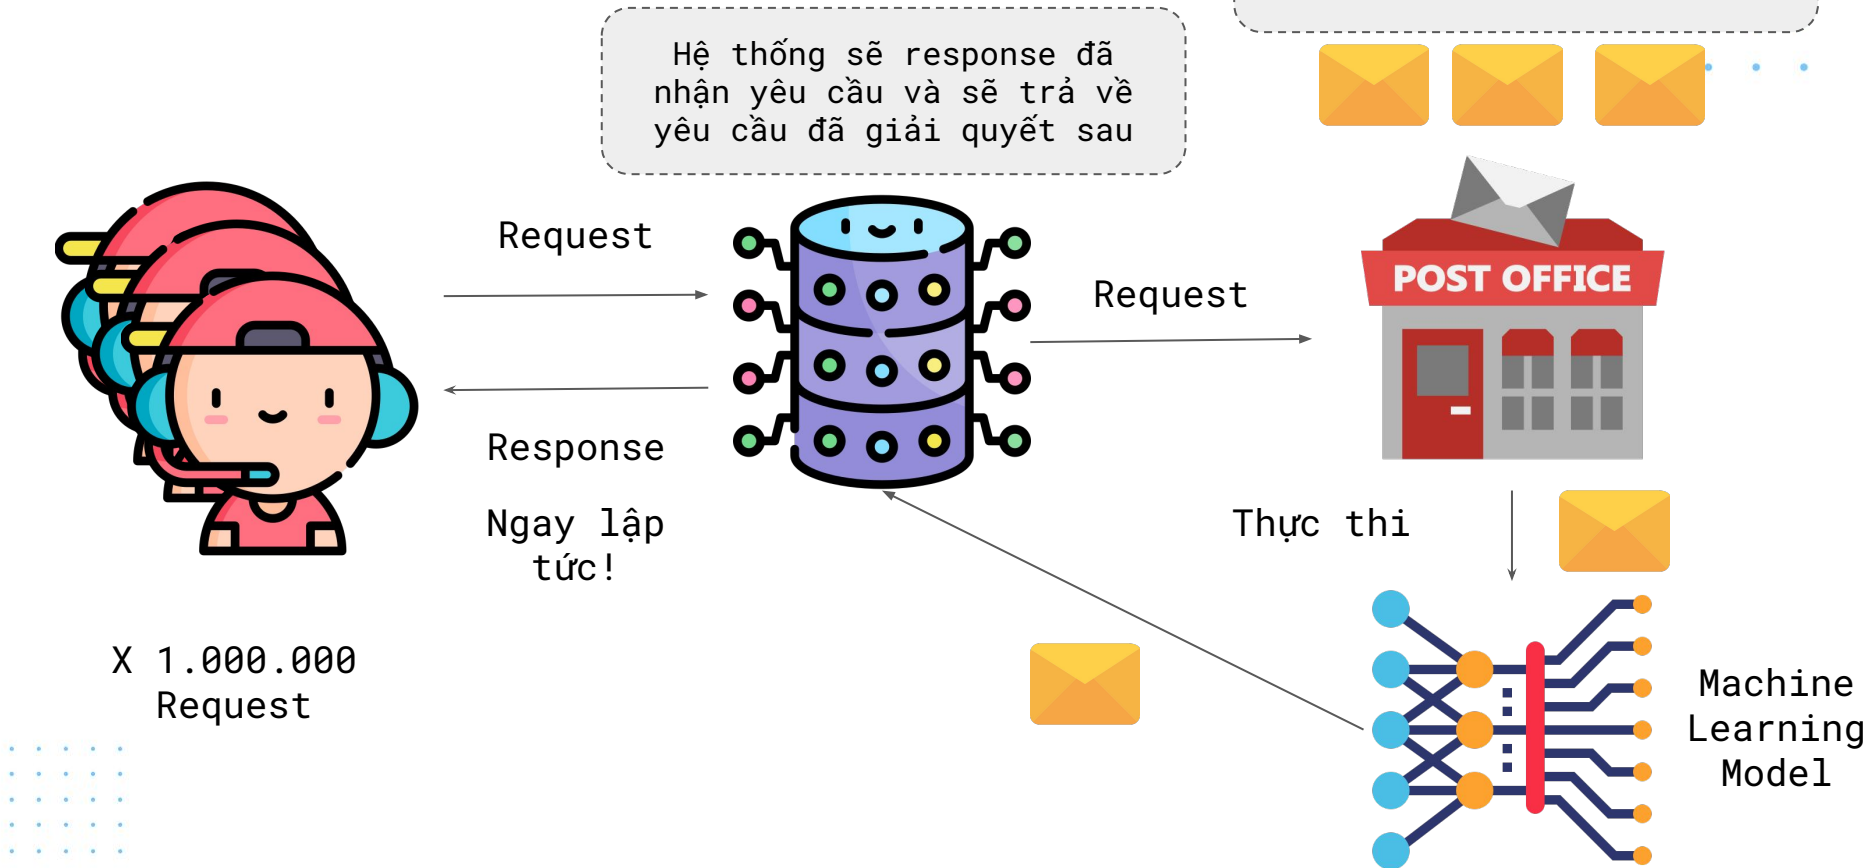 Hệ thống sẽ response đã
nhận yêu cầu và sẽ trả về
yêu cầu đã giải quyết sau
Request
Response
Ngay lập
tức!
X 1.000.000
Request
Request
POST OFFICE
Thực thi
Machine
Learning
Model